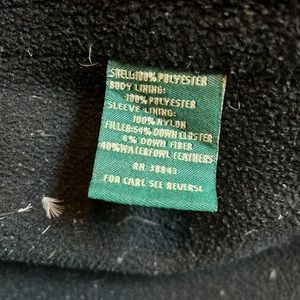 SHELL:100% POLYESTER
BODY LINING:
100% POLYESTER
SLEEVE LINING:
100% NYLON
FILLER:54% DOWN CLUSTER
6% DOWN FIBER
40% WATERFOWL FEATHERS
RN 38843
FOR CARE SEE REVERSE